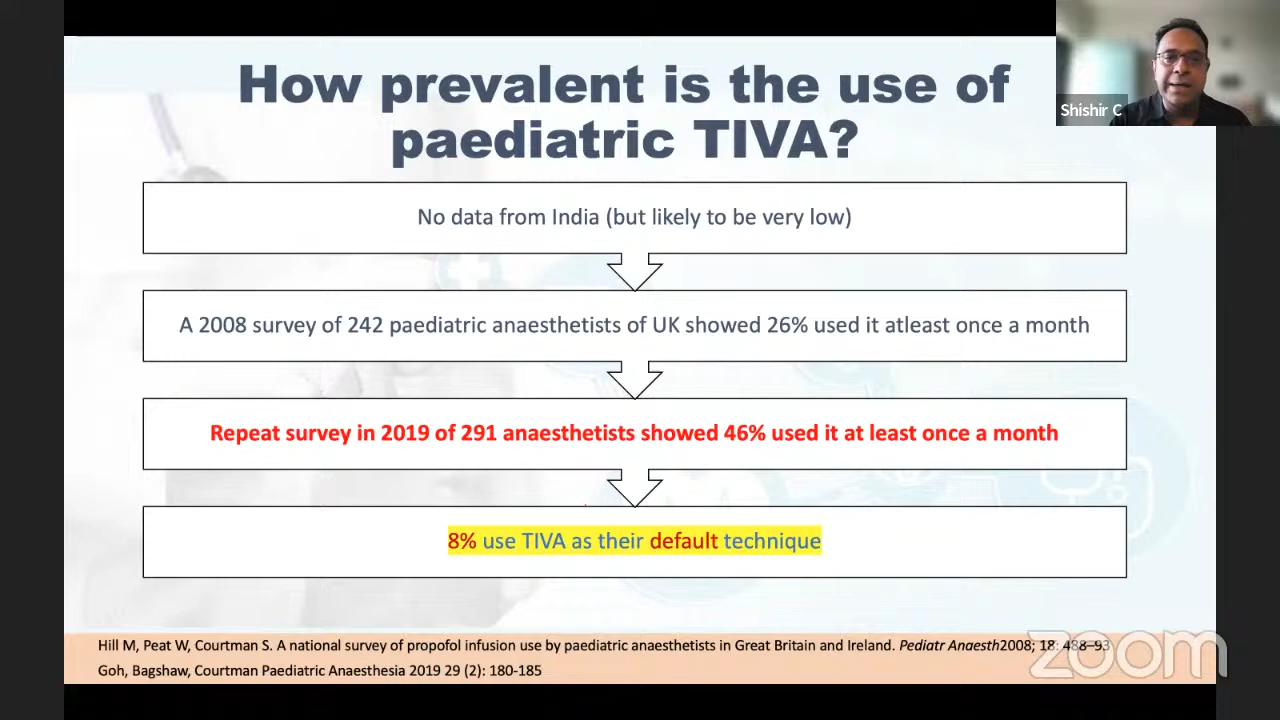 How prevalent is the use of
paediatric TIVA?
Shishir C
No data from India (but likely to be very low)
A 2008 survey of 242 paediatric anaesthetists of UK showed 26% used it atleast once a month
Repeat survey in 2019 of 291 anaesthetists showed 46% used it at least once a month
8% use TIVA as their default technique
Hill M, Peat W, Courtman S. A national survey of propofol infusion use by paediatric anaesthetists in Great Britain and Ireland. Pediatr Anaesth2008; 18: 488–93
Goh, Bagshaw, Courtman Paediatric Anaesthesia 2019 29 (2): 180-185
zoom